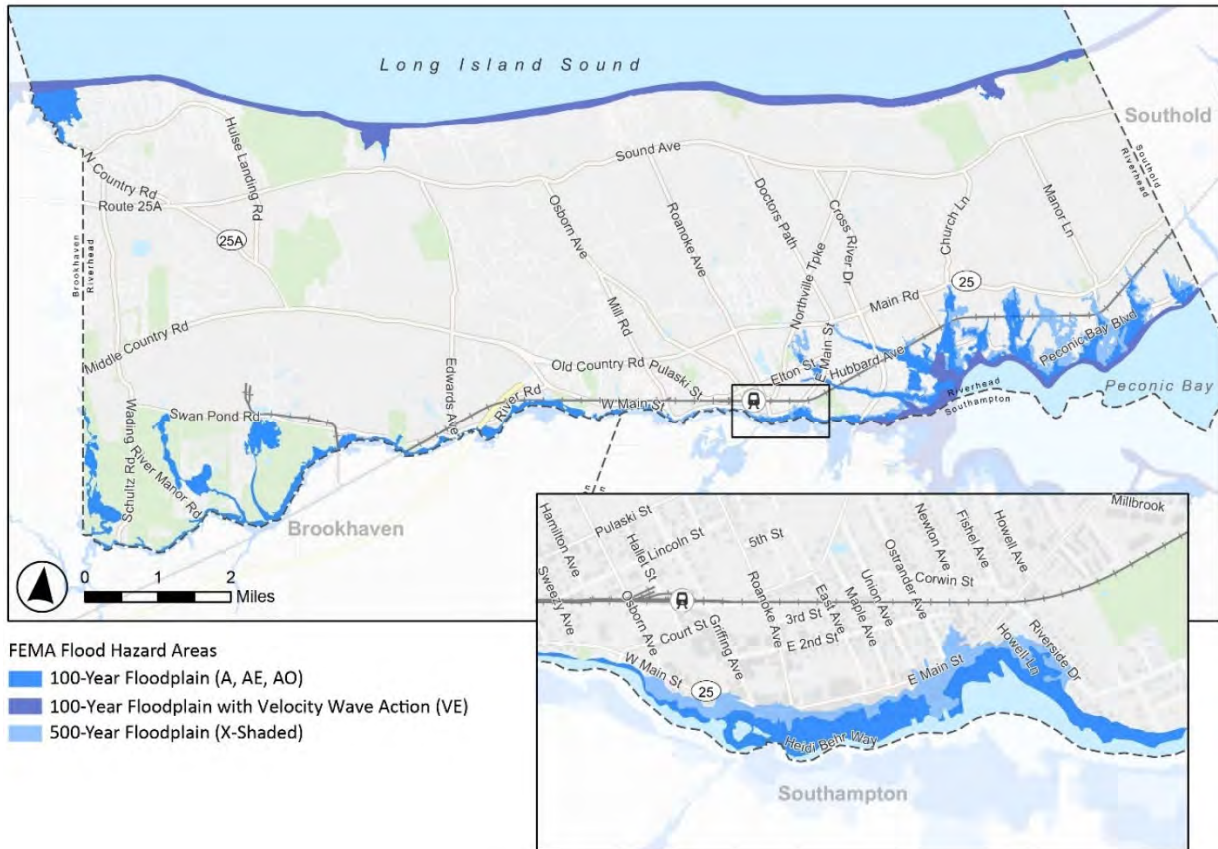 Long Island Sound
Southold
Southold
Riverhead
N Country Rd
Route 25A
Hulse Landing Rd
25A
Sound Ave
Osborn Ave
Roanoke Ave
Doctors Path
Cross River Dr
Northville Tpke
Church Ln
Manor Ln
Brookhaven
Riverhead
Middle Country Rd
Edwards Ave
Mill Rd
Old Country Rd
Pulaski St
Elton St
E Main St
Hubbard Ave
Main Rd
25
Peconic Bay Blvd
Peconic Bay
Riverhead
Southampton
Swan Pond Rd
River Rd
W Main St
Wading
River Manor Rd
Schultz Rd
Brookhaven
0 1 2
Miles
Hamilton Ave
Pulaski St
Hallet St
Lincoln St
5th St
Newton Ave
Fishel Ave
Howell Ave
Millbrook
Sweezy Ave
Osborn Ave
Court St
Griffing Ave
Roanoke Ave
3rd St
E 2nd St
East Ave
Maple Ave
Union Ave
Ostrander Ave
Corwin St
W Main St
25
E Main St
Howell Ln
Riverside Dr
Heidi Behr Way
Southampton
FEMA Flood Hazard Areas
100-Year Floodplain (A, AE, AO)
100-Year Floodplain with Velocity Wave Action (VE)
500-Year Floodplain (X-Shaded)